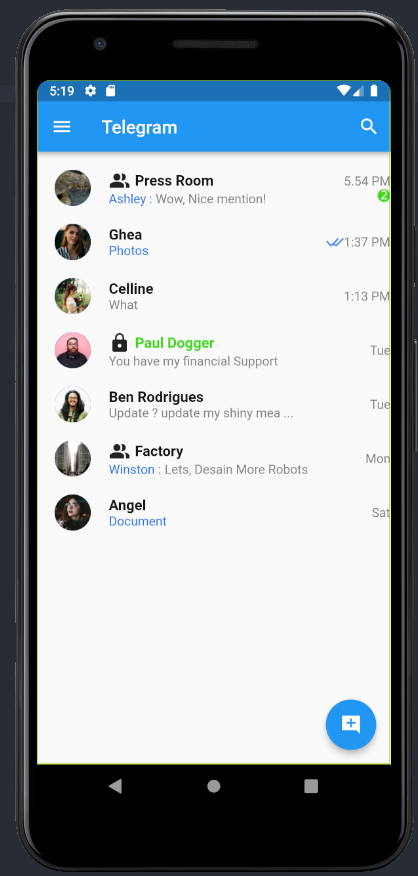 5:19
Telegram
Press Room 5.54 PM
Ashley : Wow, Nice mention! 2
Ghea
Photos 1:37 PM
Celline
What 1:13 PM
Paul Dogger
You have my financial Support Tue
Ben Rodrigues
Update ? update my shiny mea ... Tue
Factory
Winston : Lets, Desain More Robots Mon
Angel
Document Sat